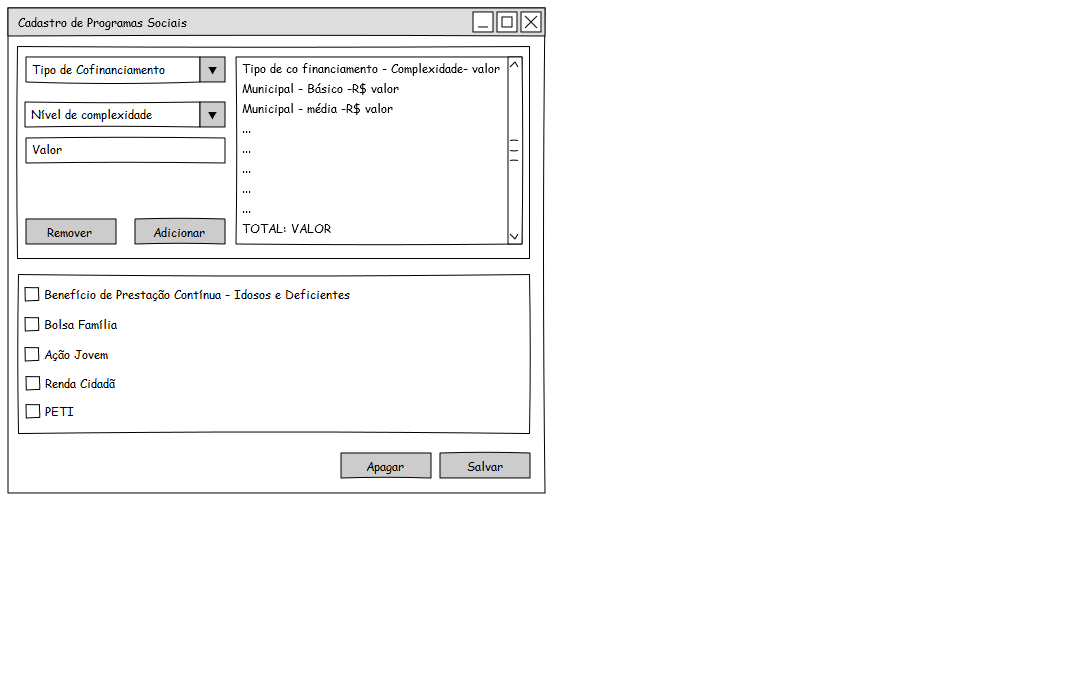 Cadastro de Programas Sociais
Tipo de Cofinanciamento
Nível de complexidade
Valor
Remover
Adicionar
Tipo de co financiamento - Complexidade- valor
Municipal - Básico -R$ valor
Municipal - média -R$ valor
...
...
...
...
...
TOTAL: VALOR
Benefício de Prestação Contínua - Idosos e Deficientes
Bolsa Família
Ação Jovem
Renda Cidadã
PETI
Apagar
Salvar